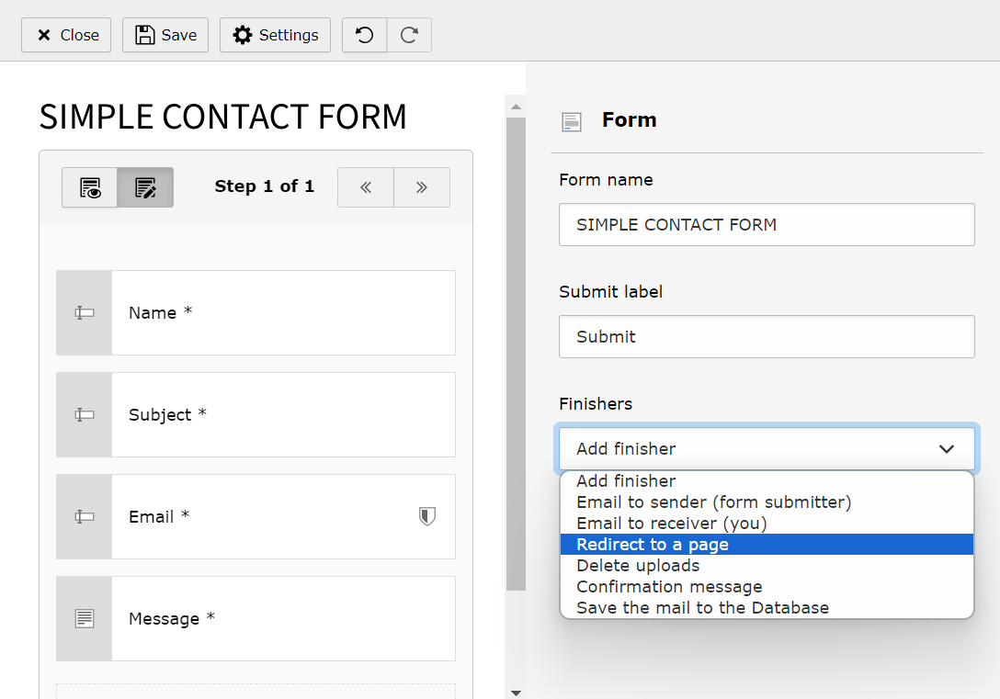 Close
Save
Settings
SIMPLE CONTACT FORM
Step 1 of 1
Name *
Subject *
Email *
Message *
Form
Form name
SIMPLE CONTACT FORM
Submit label
Submit
Finishers
Add finisher
Add finisher
Email to sender (form submitter)
Email to receiver (you)
Redirect to a page
Delete uploads
Confirmation message
Save the mail to the Database